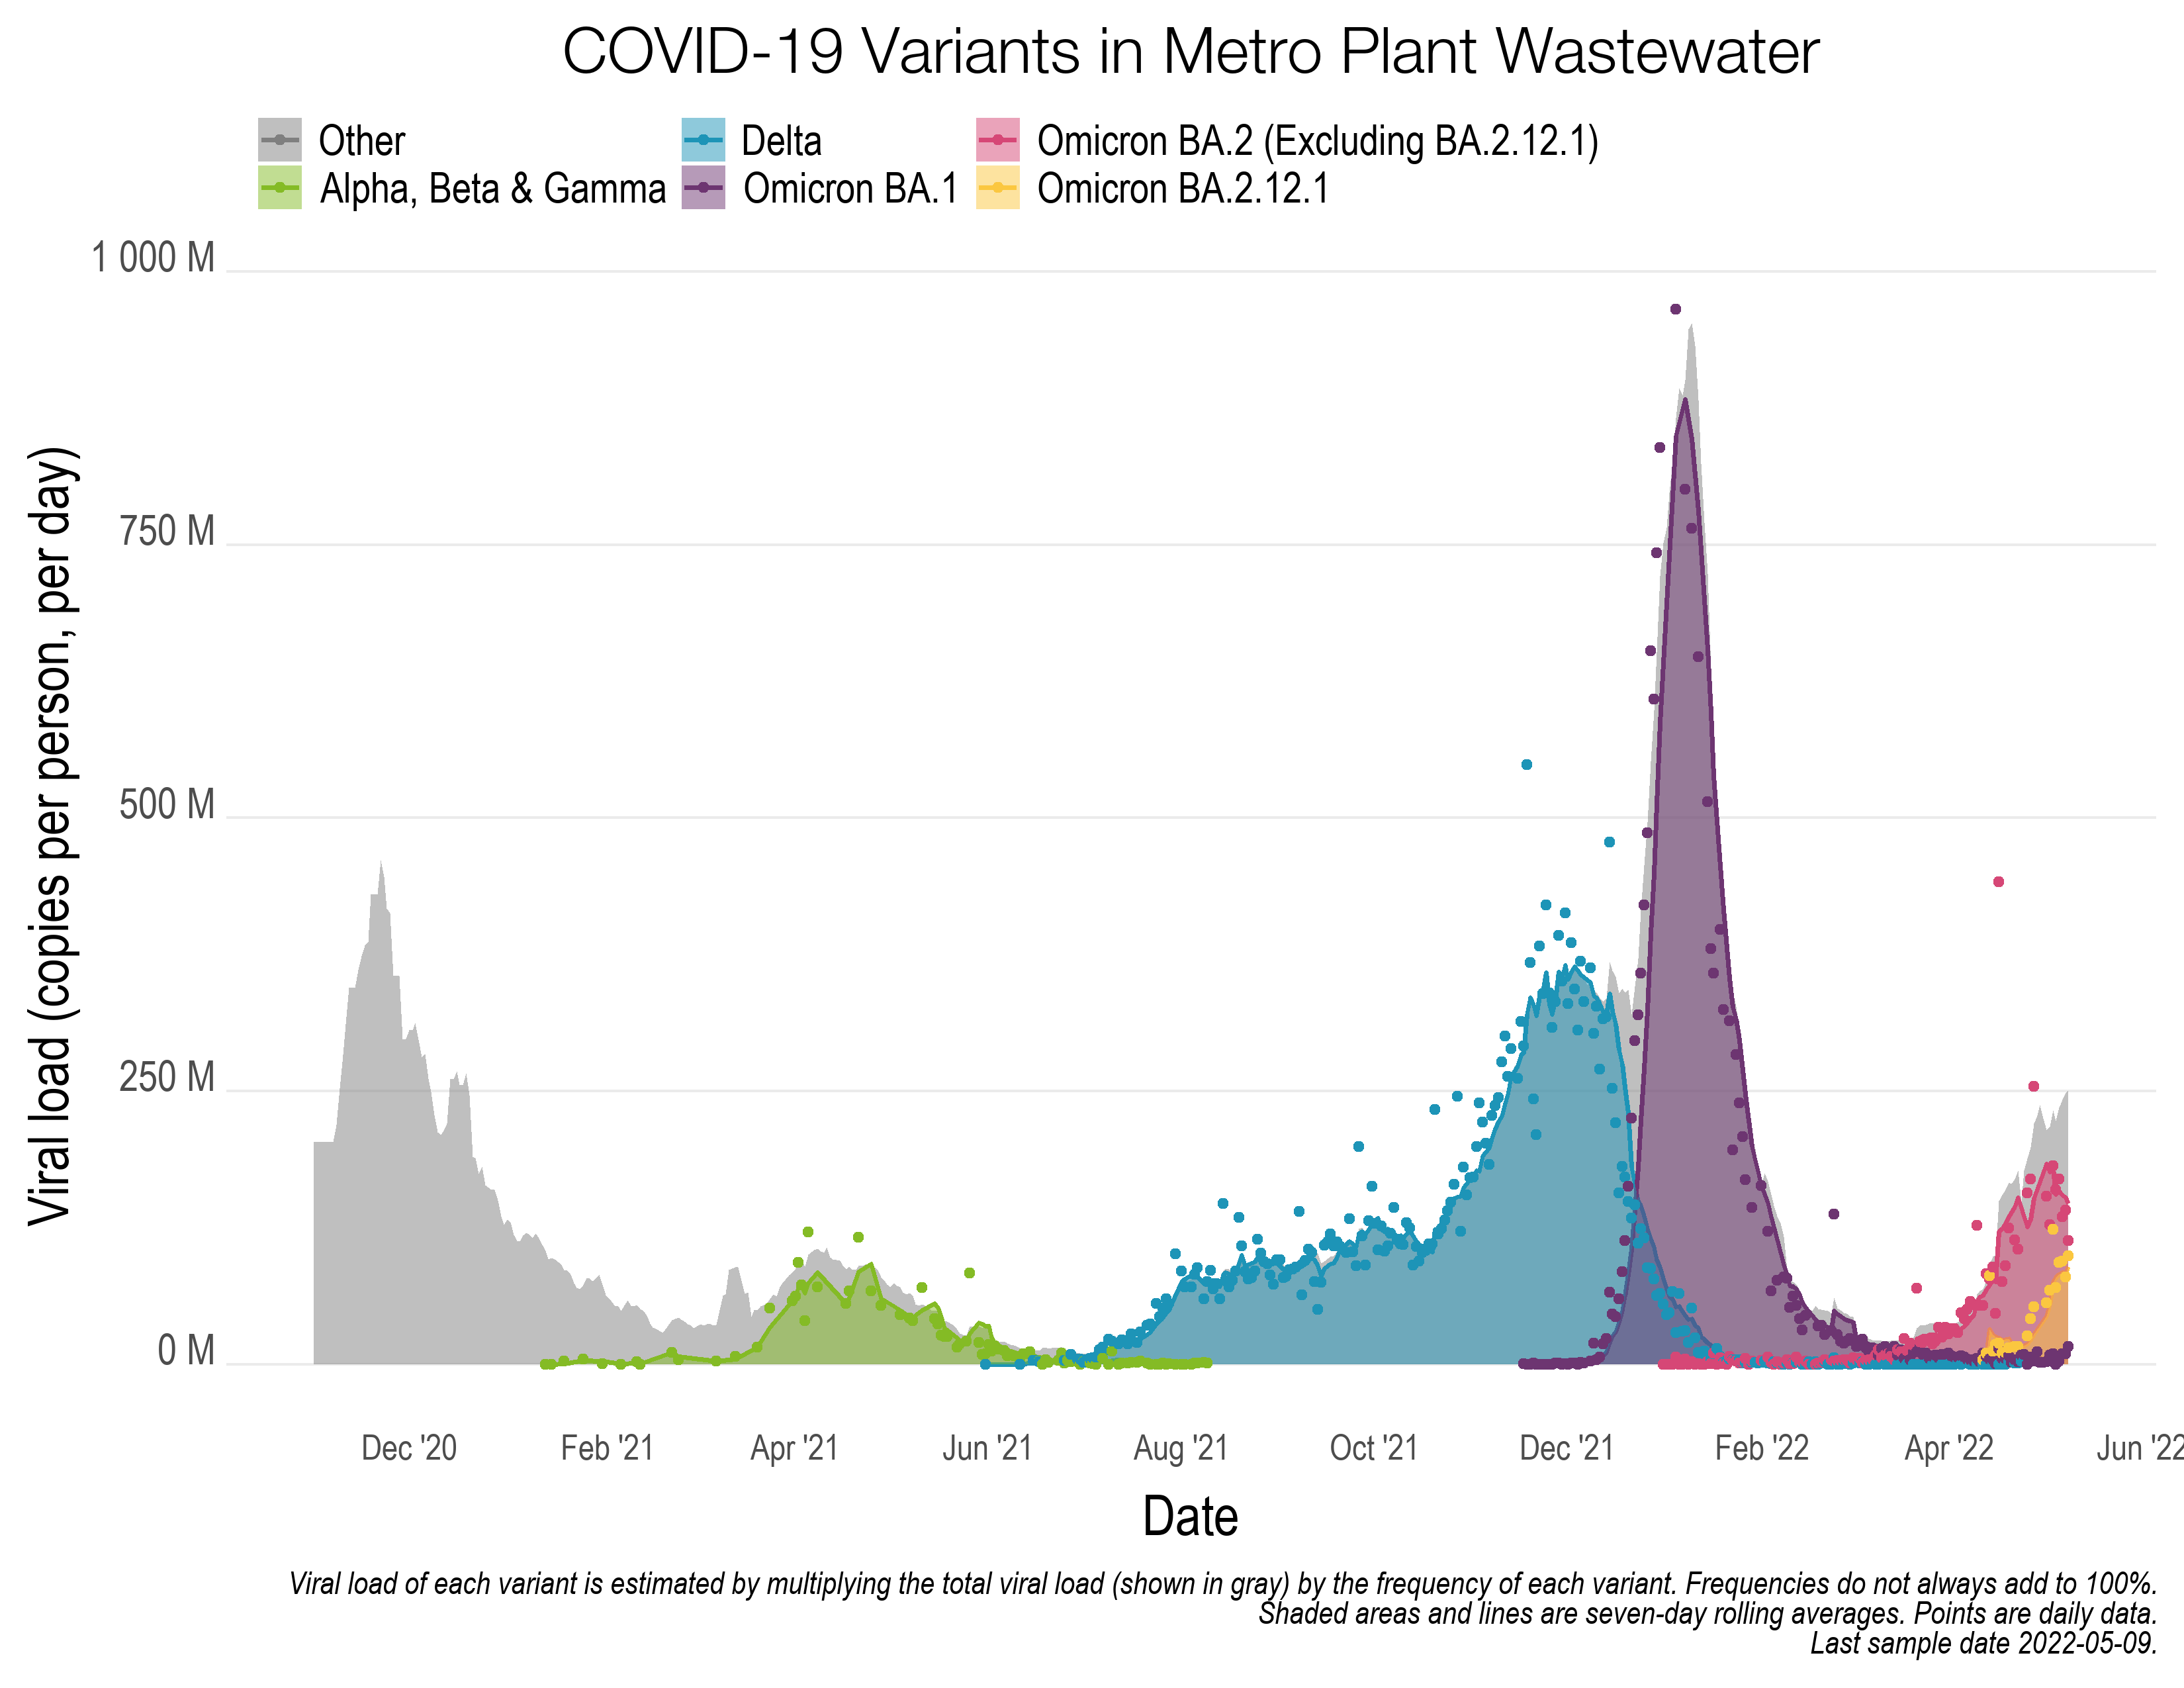 COVID-19 Variants in Metro Plant Wastewater
Other
Delta
Omicron BA.2 (Excluding BA.2.12.1)
Alpha, Beta & Gamma
Omicron BA.1
Omicron BA.2.12.1
Viral load (copies per person, per day)
1 000 M
750 M
500 M
250 M
0 M
Dec '20
Feb '21
Apr '21
Jun '21
Aug '21
Oct '21
Dec '21
Feb '22
Apr '22
Jun '22
Date
Viral load of each variant is estimated by multiplying the total viral load (shown in gray) by the frequency of each variant. Frequencies do not always add to 100%.
Shaded areas and lines are seven-day rolling averages. Points are daily data.
Last sample date 2022-05-09.